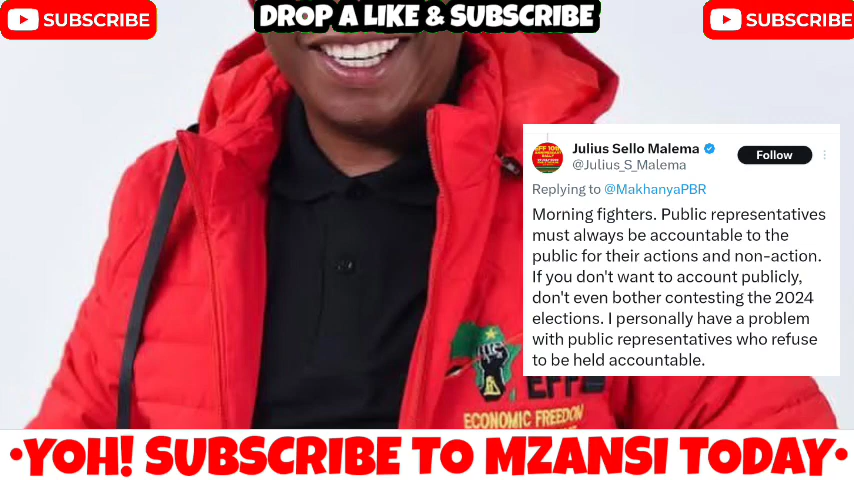 DROP A LIKE & SUBSCRIBE
SUBSCRIBE
SUBSCRIBE
Julius Sello Malema
@Julius_S_Malema
Follow
Replying to @MakhanyaPBR
Morning fighters. Public representatives
must always be accountable to the
public for their actions and non-action.
If you don't want to account publicly,
don't even bother contesting the 2024
elections. I personally have a problem
with public representatives who refuse
to be held accountable.
EFF
ECONOMIC FREEDOM
•YOH! SUBSCRIBE TO MZANSI TODAY•